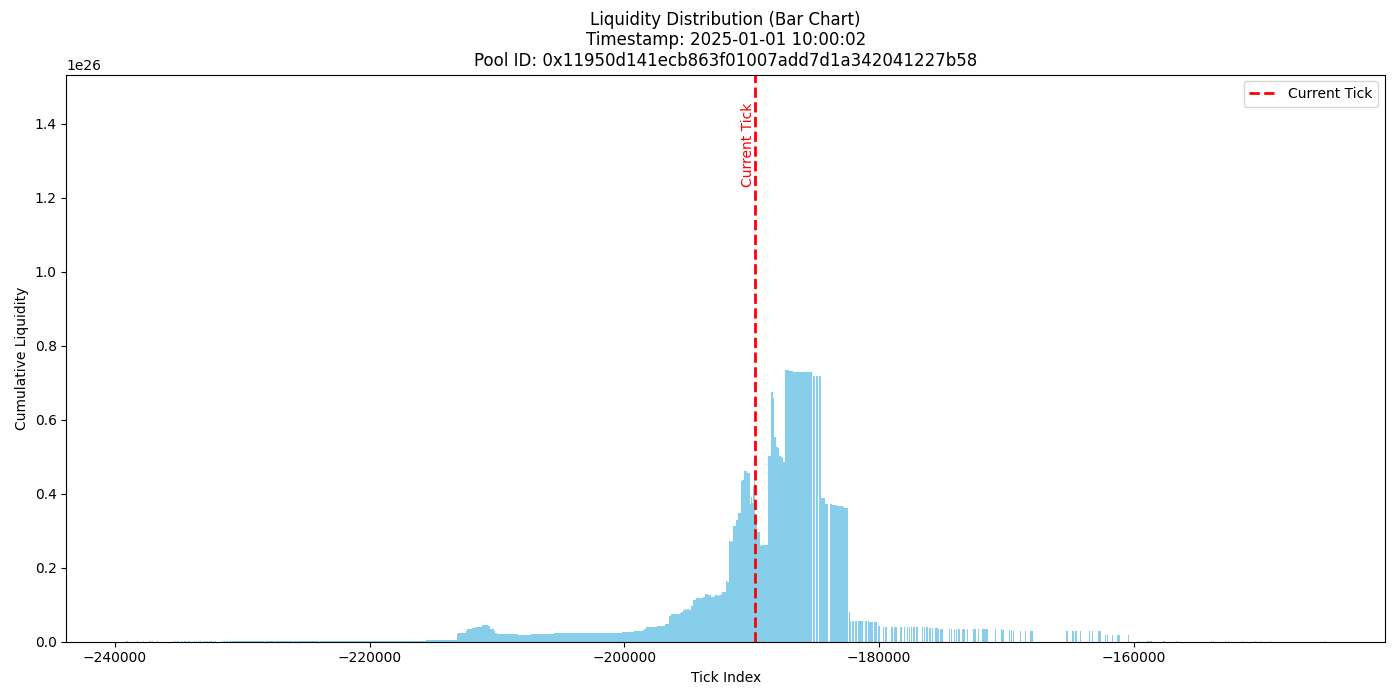 Liquidity Distribution (Bar Chart)
Timestamp: 2025-01-01 10:00:02
Pool ID: 0x11950d141ecb863f01007add7d1a342041227b58
1e26
Current Tick
Current Tick
1.4
1.2
1.0
0.8
0.6
0.4
0.2
0.0
Cumulative Liquidity
−240000
−220000
−200000
−180000
−160000
Tick Index